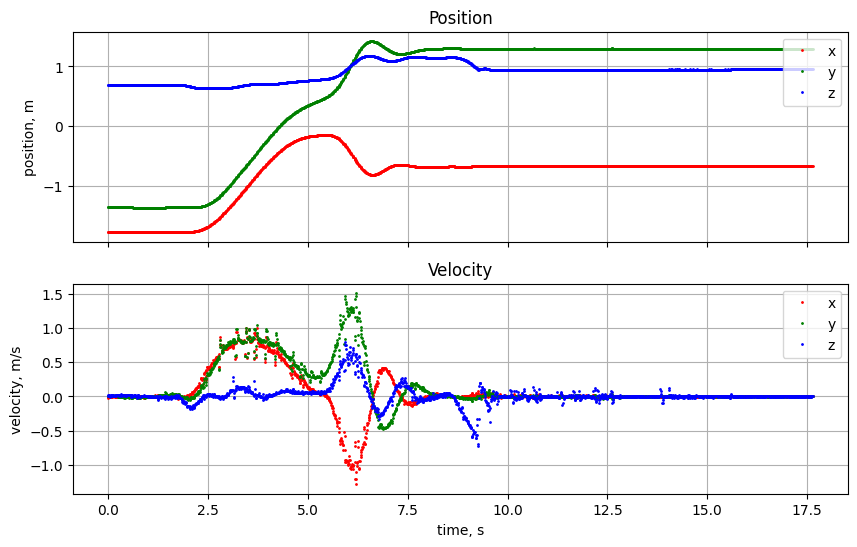 Position
position, m
1
0
−1
x
y
z
Velocity
velocity, m/s
1.5
1.0
0.5
0.0
−0.5
−1.0
x
y
z
0.0 2.5 5.0 7.5 10.0 12.5 15.0 17.5
time, s